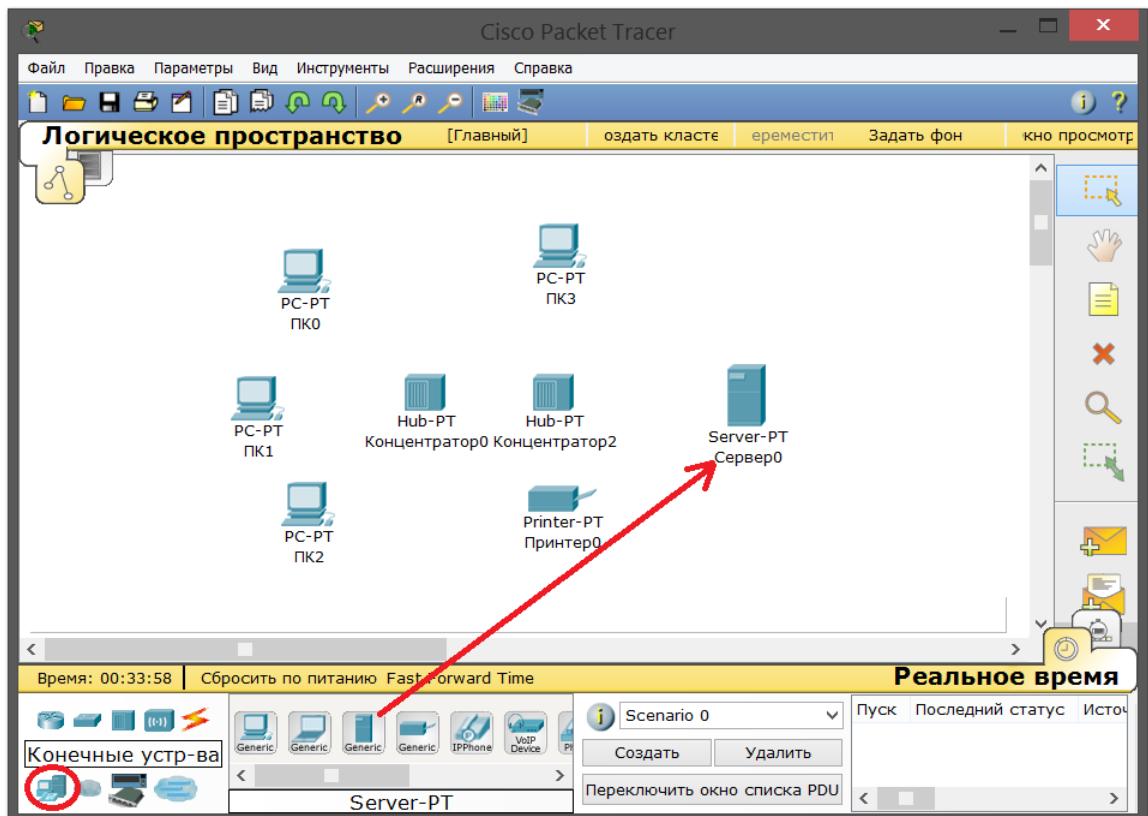 Cisco Packet Tracer
Файл Правка Параметры Вид Инструменты Расширения Справка
Логическое пространство [Главный] оздать класте ереместит Задать фон кно просмотр
PC-PT
ПК3
PC-PT
ПК0
PC-PT
ПК1
Hub-PT
Концентратор0
Hub-PT
Концентратор2
Server-PT
Сервер0
PC-PT
ПК2
Printer-PT
Принтер0
Время: 00:33:58 Сбросить по питанию Fast Forward Time Реальное время
Конечные устр-ва
Generic Generic Generic Generic IPPhone VoIP Device
Server-PT
Scenario 0
Создать Удалить
Переключить окно списка PDU
Пуск Последний статус Источ